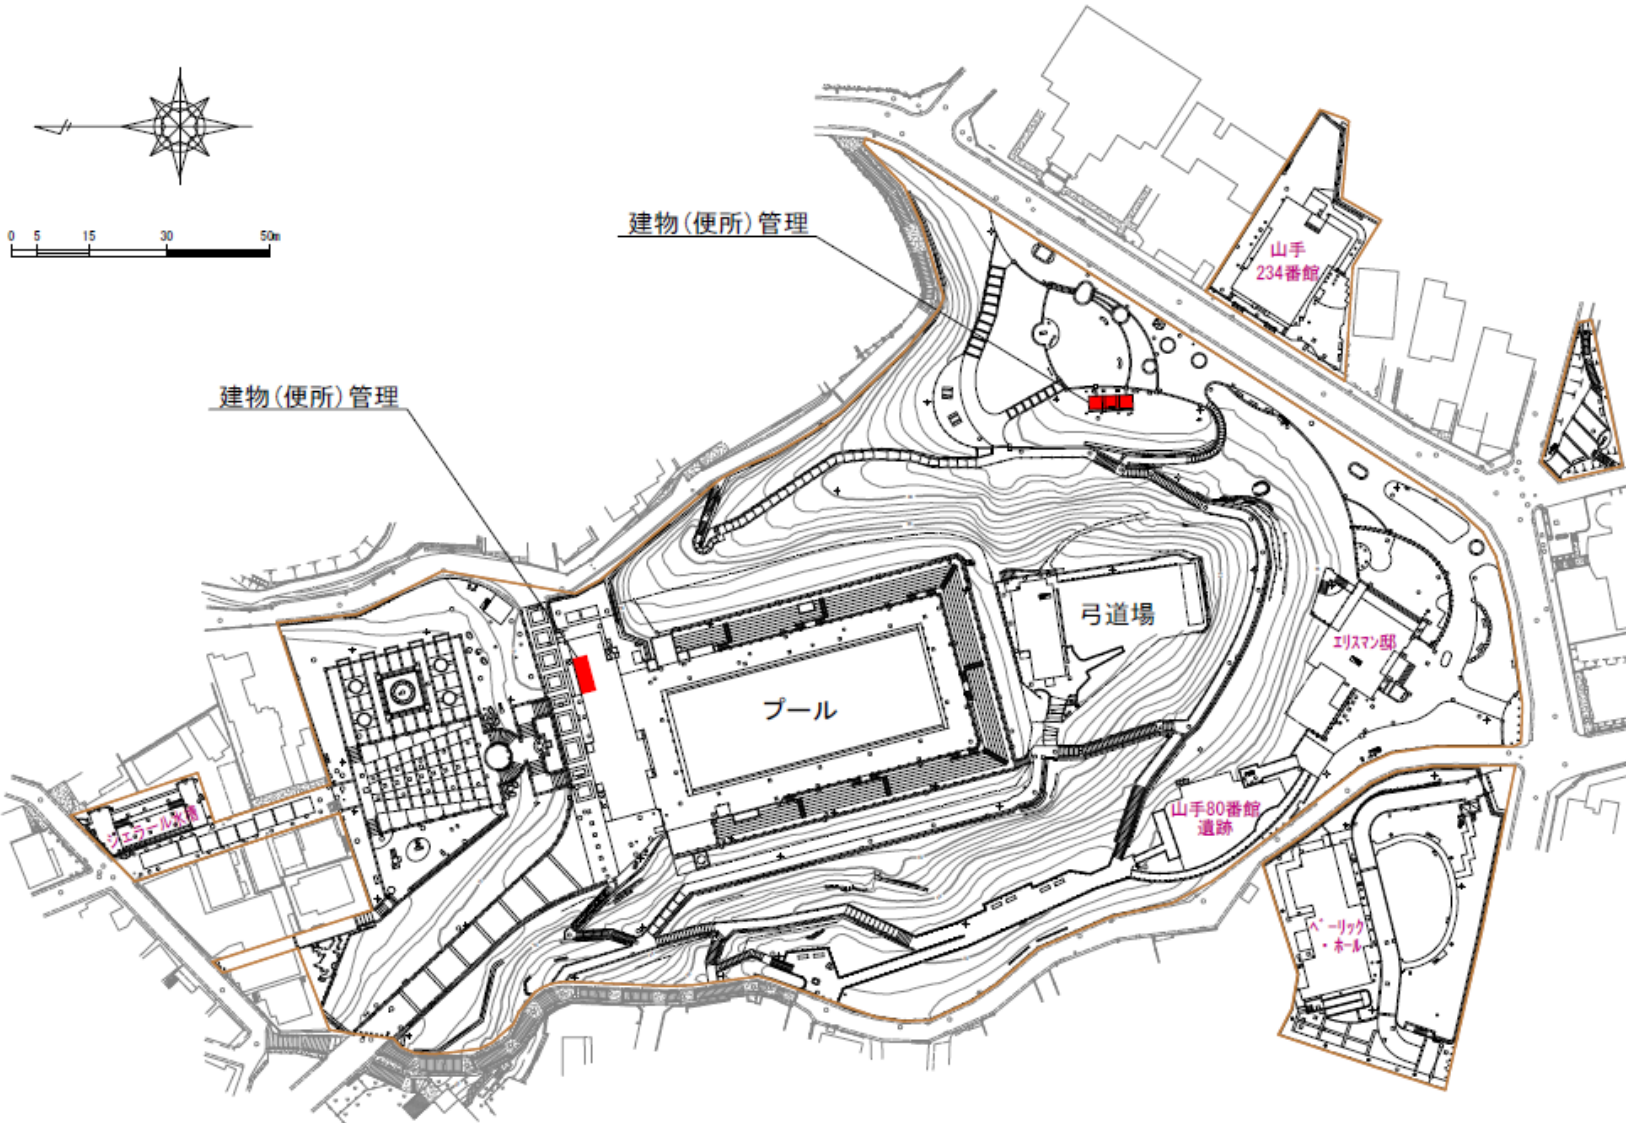 0 5 15 30 50m
建物(便所)管理
建物(便所)管理
山手
234番館
弓道場
プール
エリスマン邸
山手80番館
遺跡
ジェラール水槽
ベーリック
・ホール